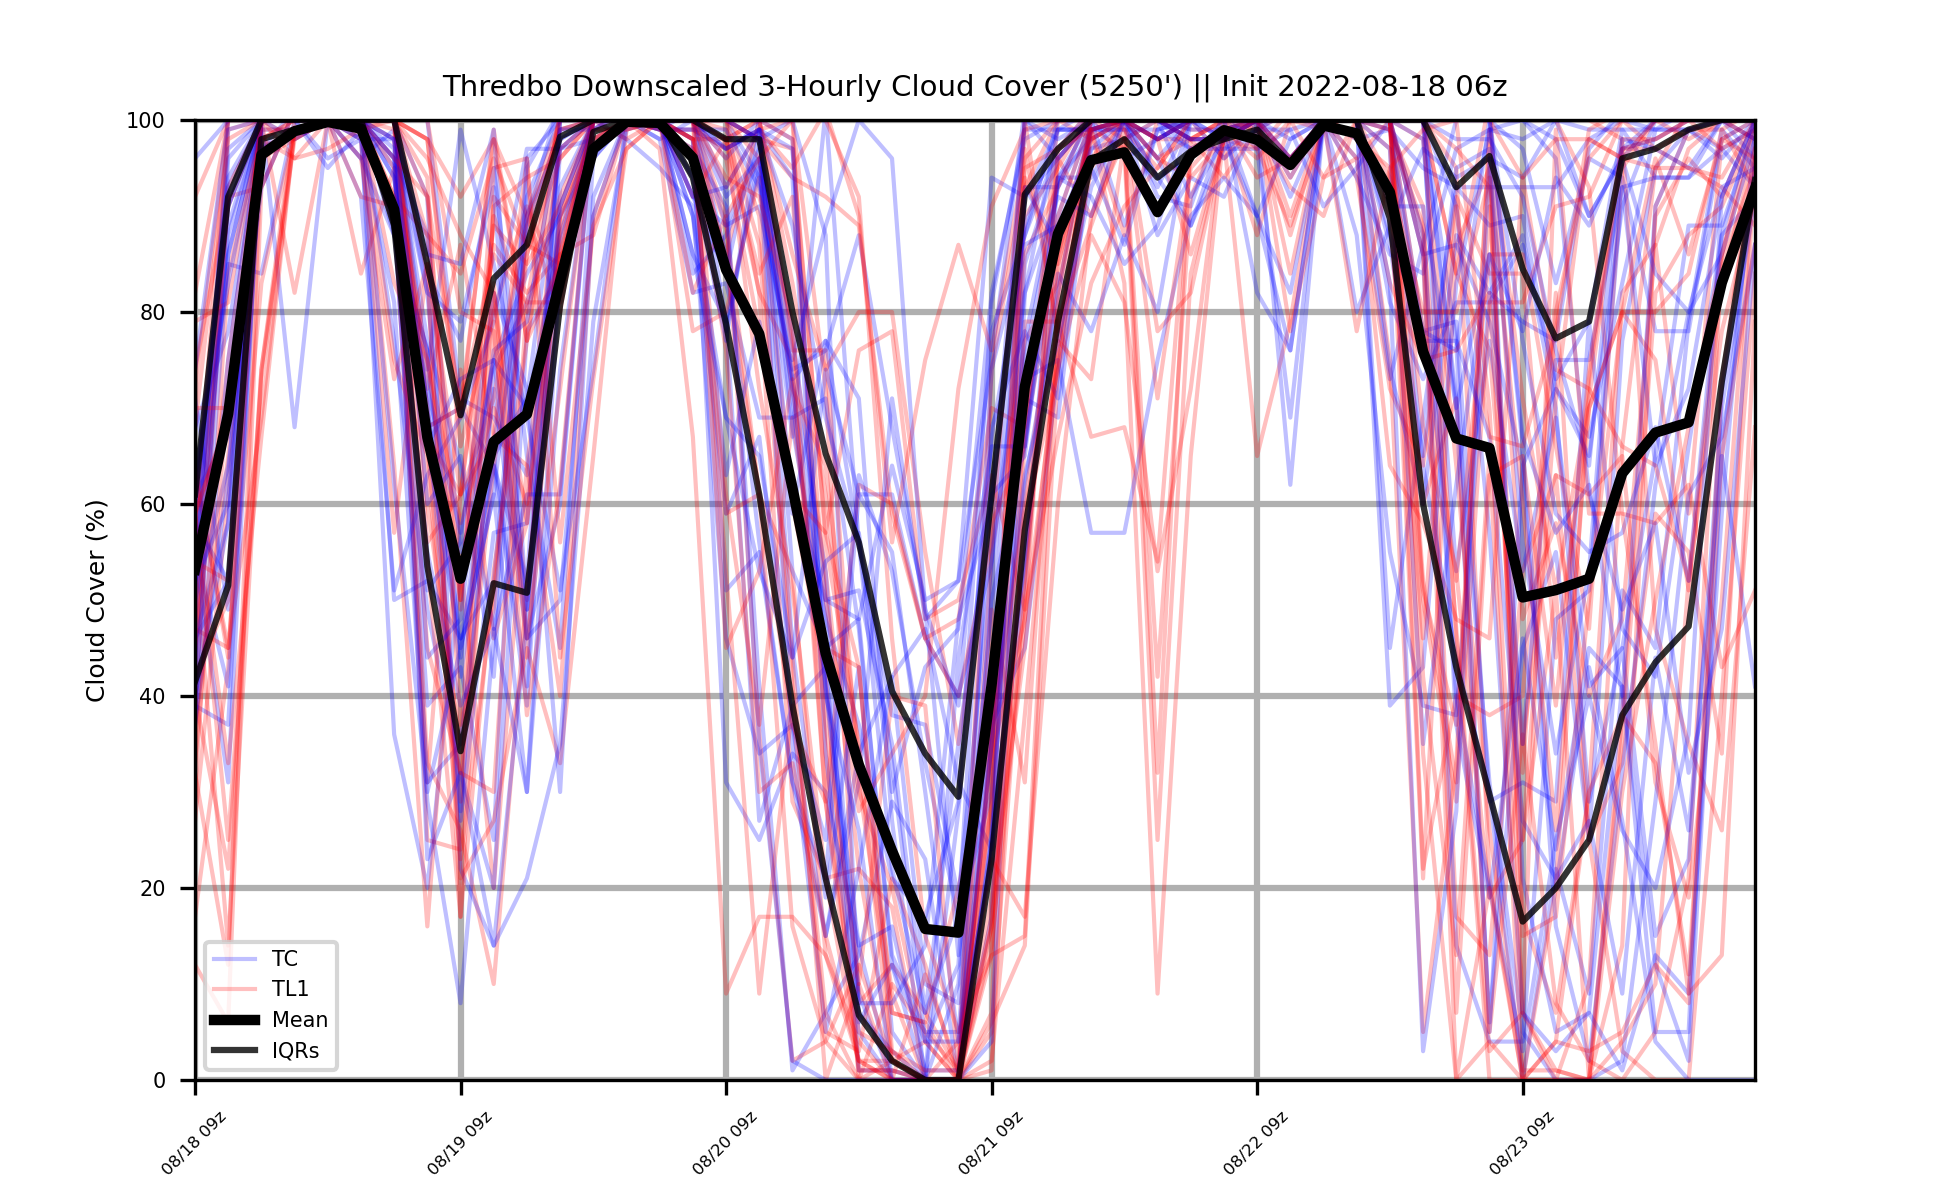 Thredbo Downscaled 3-Hourly Cloud Cover (5250') || Init 2022-08-18 06z
Cloud Cover (%)
100
80
60
40
20
0
TC
TL1
Mean
IQRs
08/18 09z
08/19 09z
08/20 09z
08/21 09z
08/22 09z
08/23 09z